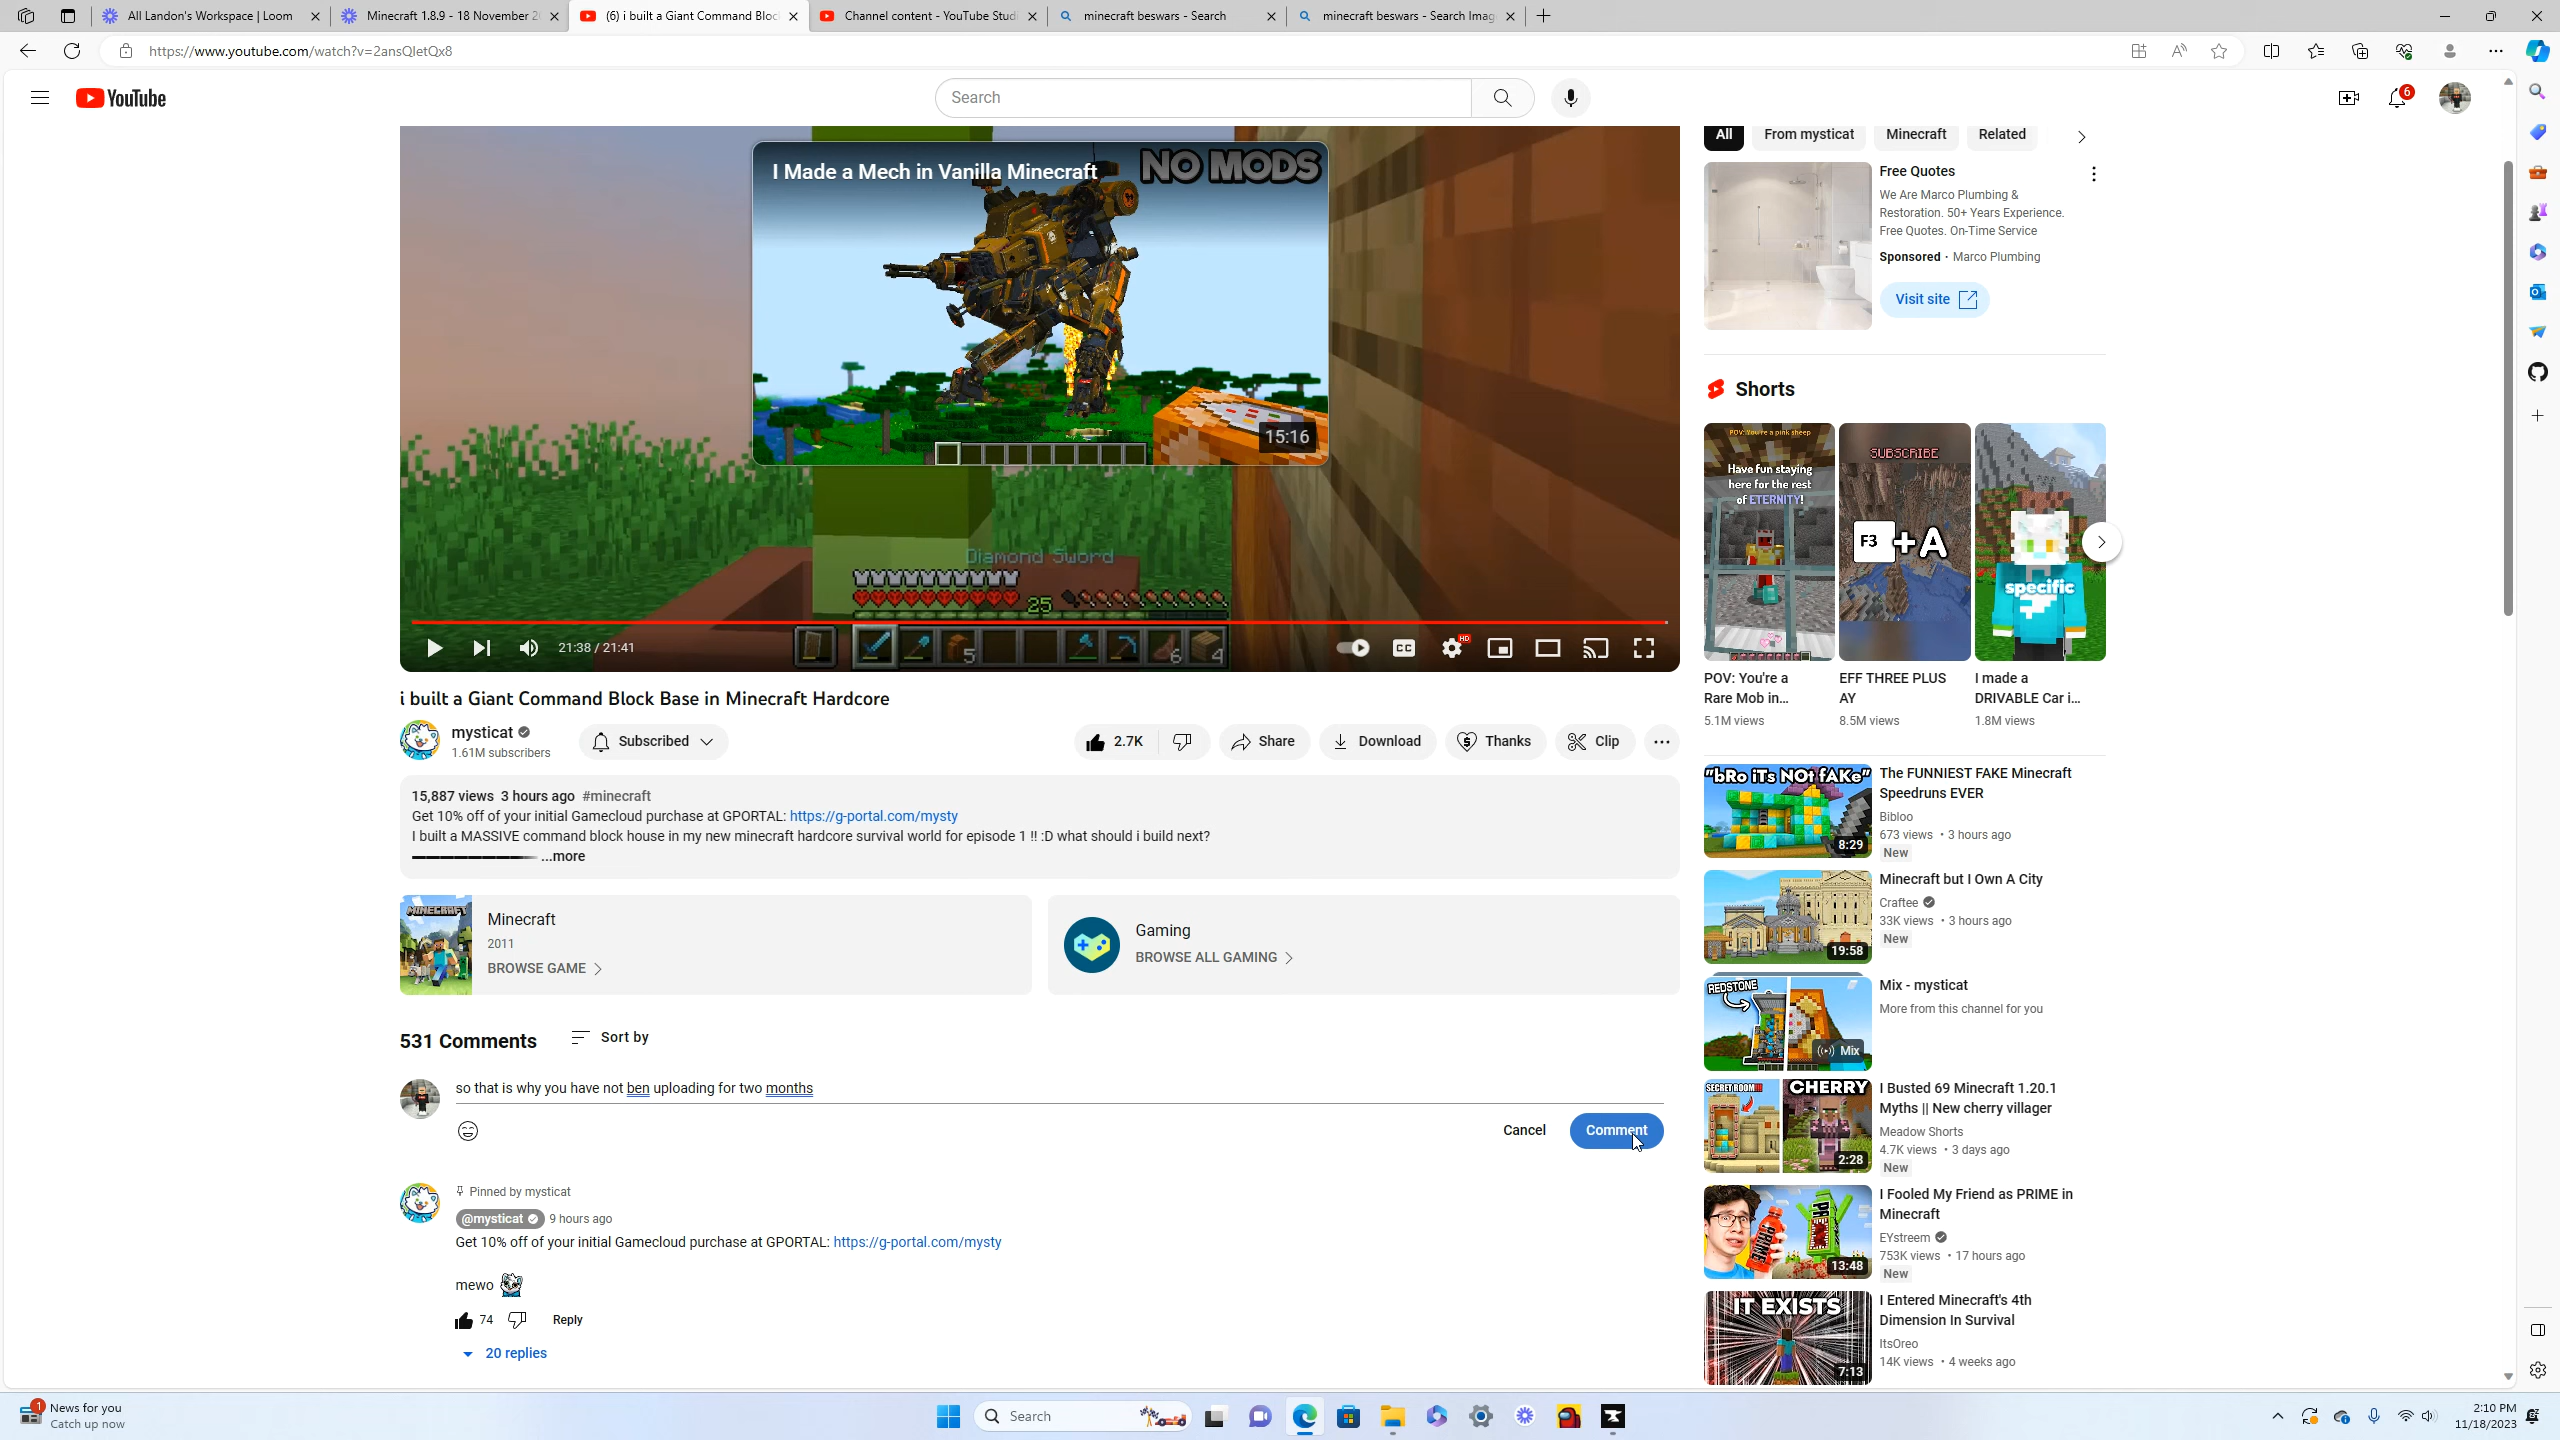 All Landon's Workspace | Loom
Minecraft 1.8.9 - 18 November 2
(6) i built a Giant Command Bloc
Channel content - YouTube Studi
minecraft beswars - Search
minecraft beswars - Search Imag
https://www.youtube.com/watch?v=2ansQletQx8
YouTube
Search
6
I Made a Mech in Vanilla Minecraft
NO MODS
15:16
Diamond Sword
25
5
6
4
21:38 / 21:41
CC
HD
i built a Giant Command Block Base in Minecraft Hardcore
mysticat
1.61M subscribers
Subscribed
2.7K
Share
Download
Thanks
Clip
15,887 views 3 hours ago #minecraft
Get 10% off of your initial Gamecloud purchase at GPORTAL: https://g-portal.com/mysty
I built a MASSIVE command block house in my new minecraft hardcore survival world for episode 1 !! :D what should i build next?
...more
MINECRAFT
Minecraft
2011
BROWSE GAME
Gaming
BROWSE ALL GAMING
531 Comments
Sort by
so that is why you have not ben uploading for two months
Cancel
Comment
Pinned by mysticat
@mysticat 9 hours ago
Get 10% off of your initial Gamecloud purchase at GPORTAL: https://g-portal.com/mysty
mewo
74
Reply
20 replies
All
From mysticat
Minecraft
Related
Free Quotes
We Are Marco Plumbing &
Restoration. 50+ Years Experience.
Free Quotes. On-Time Service
Sponsored · Marco Plumbing
Visit site
Shorts
POV: You're a pink sheep
Have fun staying
here for the rest
of ETERNITY!
SUBSCRIBE
F3 + A
specific
POV: You're a
Rare Mob in...
5.1M views
EFF THREE PLUS
AY
8.5M views
I made a
DRIVABLE Car i...
1.8M views
"bRo iTs NOt fAKe"
8:29
The FUNNIEST FAKE Minecraft
Speedruns EVER
Bibloo
673 views · 3 hours ago
New
19:58
Minecraft but I Own A City
Craftee
33K views · 3 hours ago
New
REDSTONE
Mix
Mix - mysticat
More from this channel for you
SECRET ROOM!!!
CHERRY
2:28
I Busted 69 Minecraft 1.20.1
Myths || New cherry villager
Meadow Shorts
4.7K views · 3 days ago
New
13:48
I Fooled My Friend as PRIME in
Minecraft
EYstreem
753K views · 17 hours ago
New
IT EXISTS
7:13
I Entered Minecraft's 4th
Dimension In Survival
ItsOreo
14K views · 4 weeks ago
1
News for you
Catch up now
Search
2:10 PM
11/18/2023